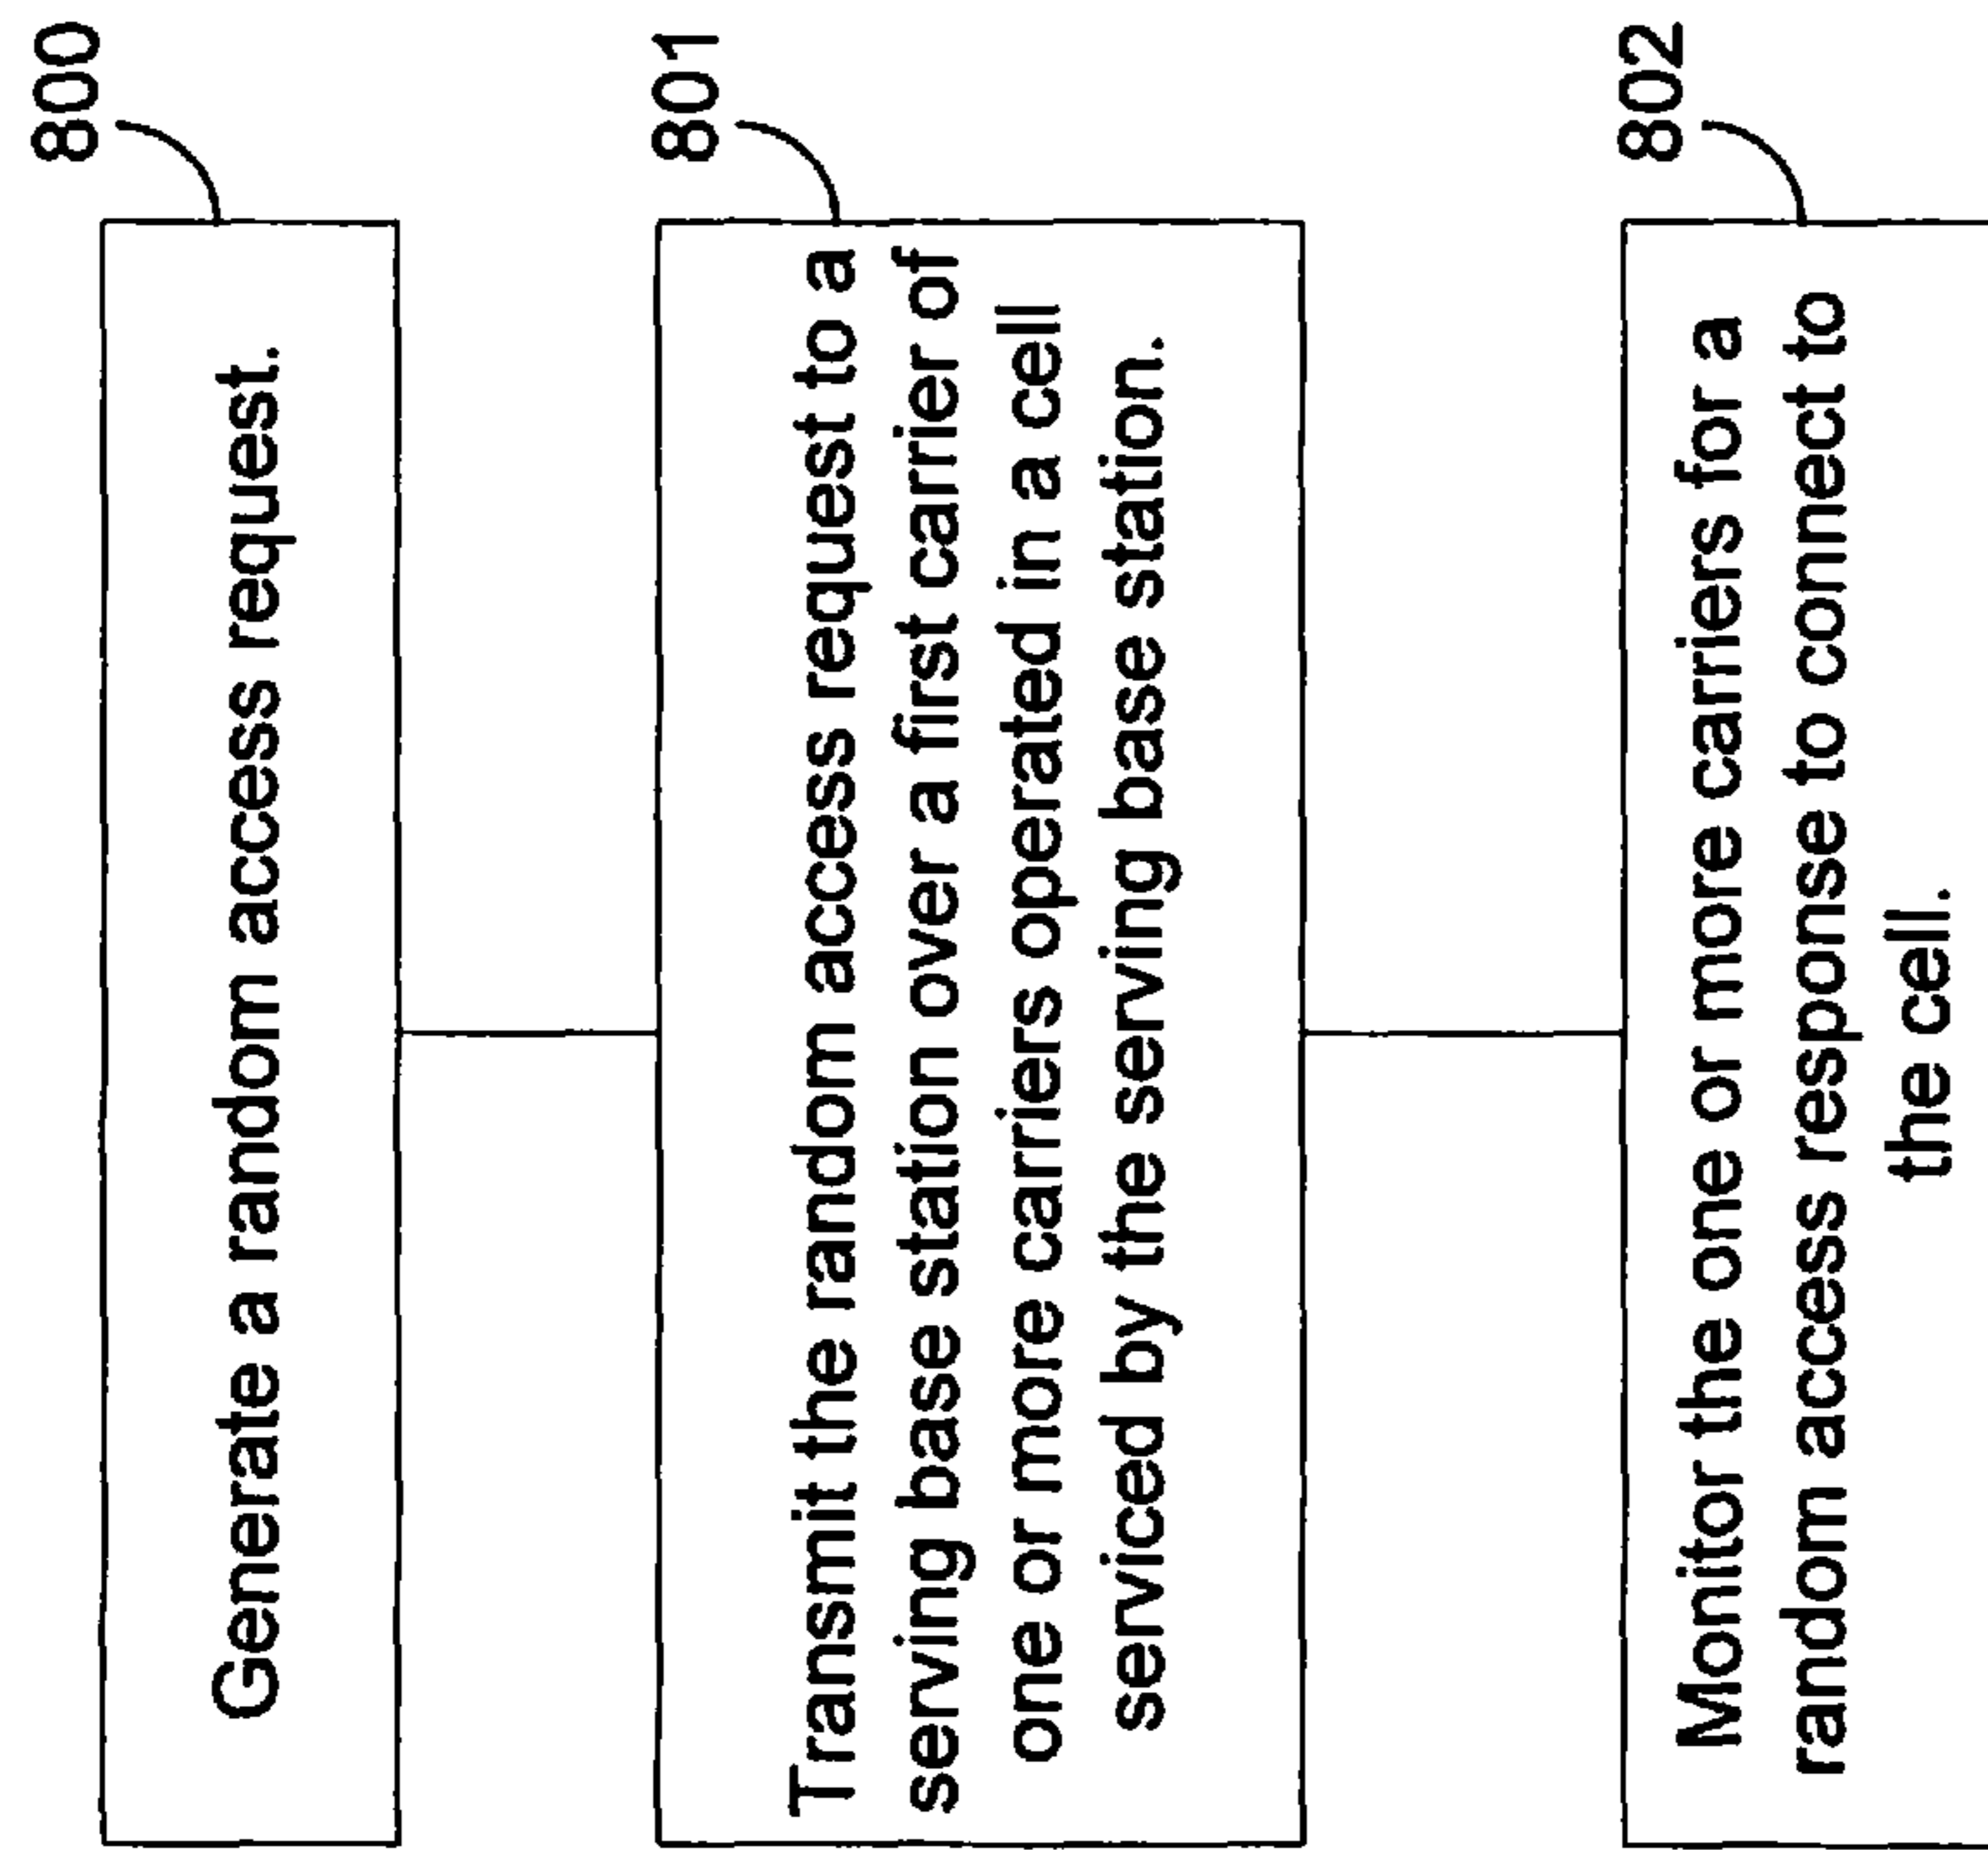 800
Generate a random access request.
801
Transmit the random access request to a
serving base station over a first carrier of
one or more carriers operated in a cell
serviced by the serving base station.
802
Monitor the one or more carriers for a
random access response to connect to
the cell.